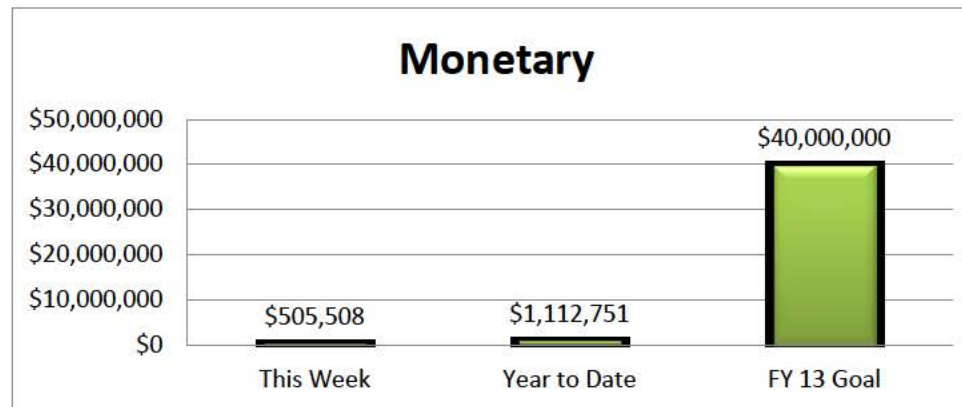 Monetary
$50,000,000
$40,000,000
$30,000,000
$20,000,000
$10,000,000
$0
$505,508
$1,112,751
$40,000,000
This Week
Year to Date
FY 13 Goal